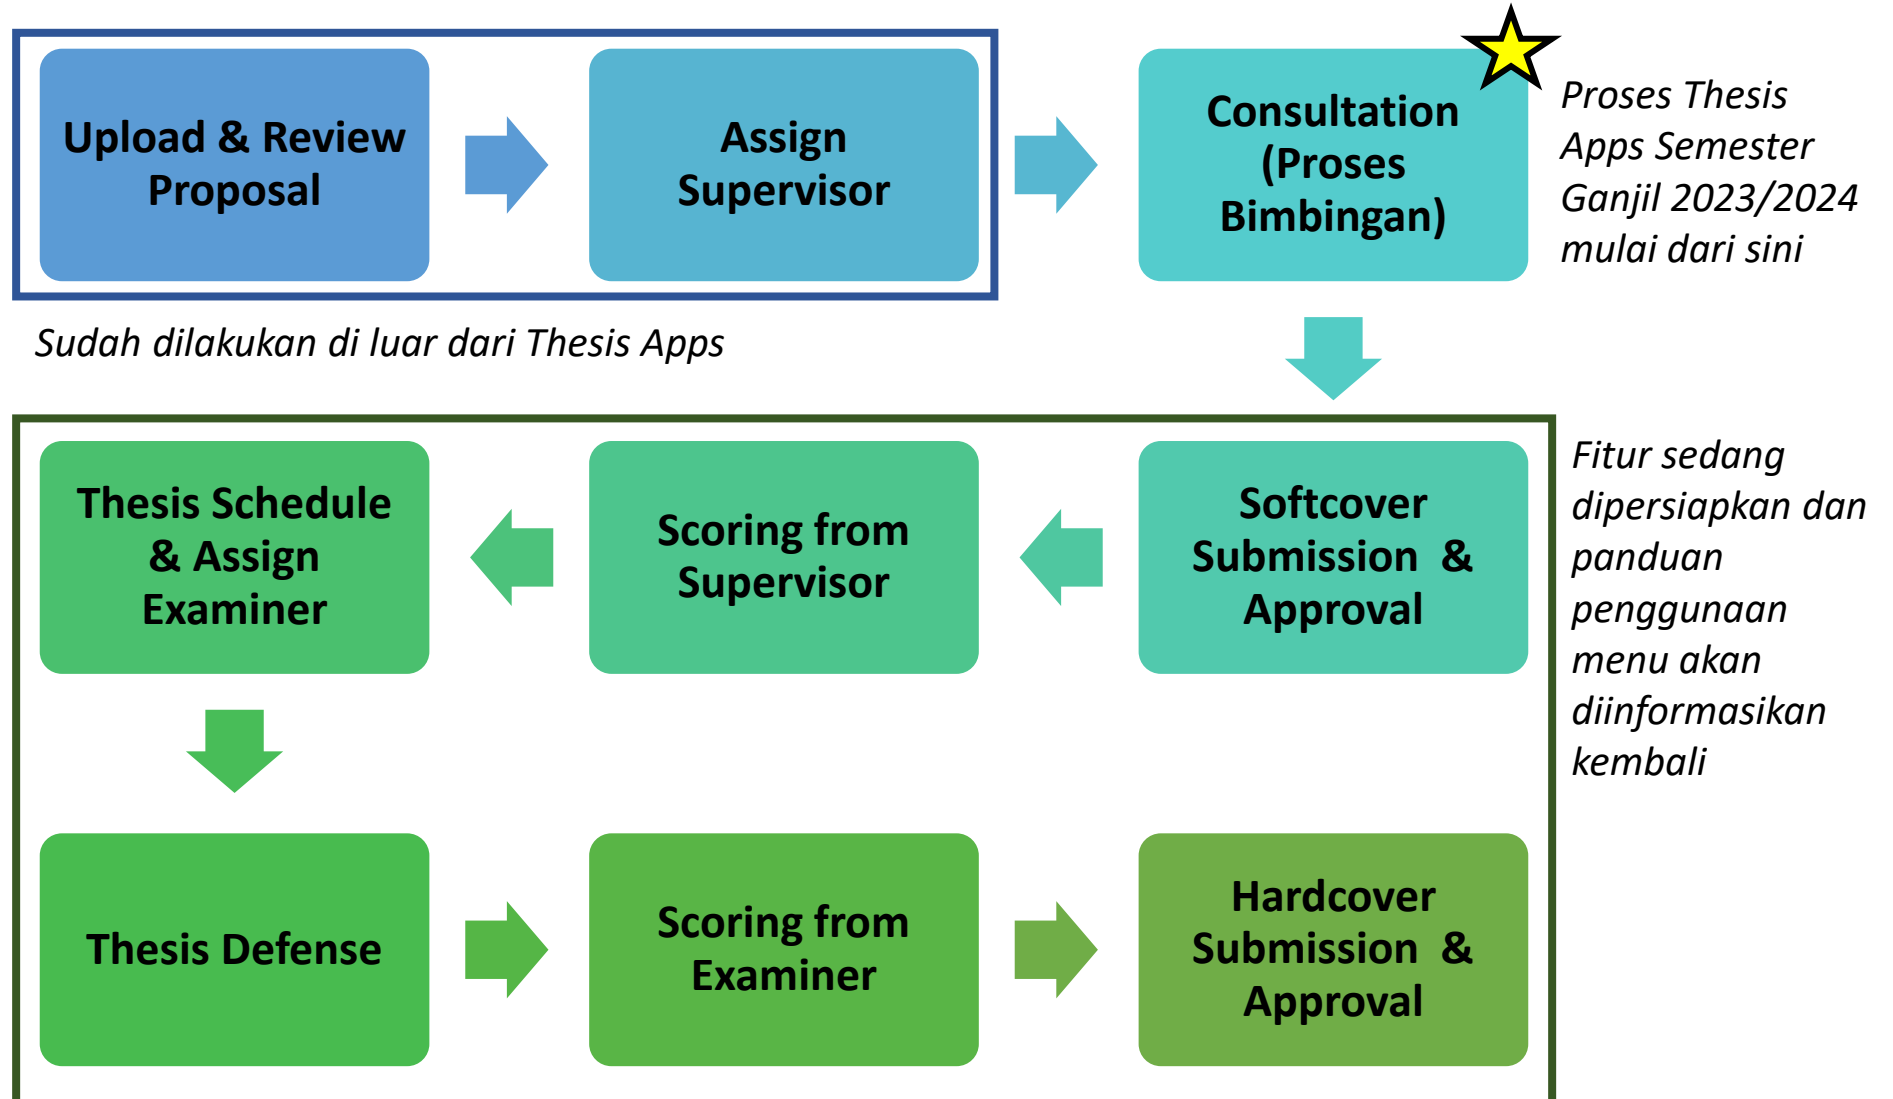 Upload & Review
Proposal
Assign
Supervisor
Consultation
(Proses
Bimbingan)
Proses Thesis
Apps Semester
Ganjil 2023/2024
mulai dari sini
Sudah dilakukan di luar dari Thesis Apps
Softcover
Submission & 
Approval
Scoring from
Supervisor
Thesis Schedule
& Assign
Examiner
Fitur sedang
dipersiapkan dan
panduan
penggunaan
menu akan
diinformasikan
kembali
Thesis Defense
Scoring from
Examiner
Hardcover
Submission & 
Approval